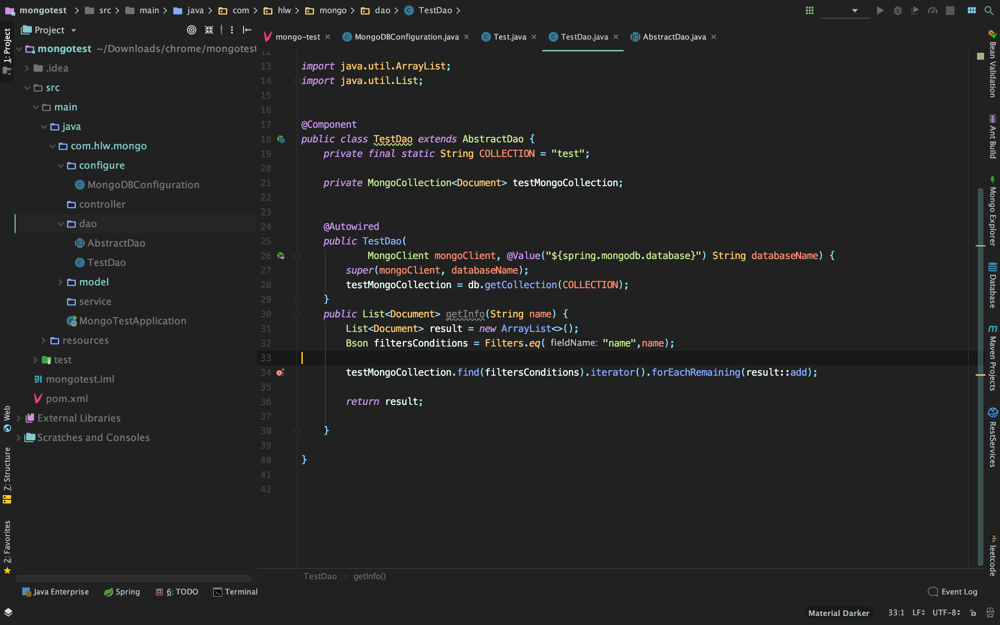 mongotest > src > main > java > com > hlw > mongo > dao > TestDao >
1: Project
Project
mongotest ~/Downloads/chrome/mongotest
.idea
src
main
java
com.hlw.mongo
configure
MongoDBConfiguration
controller
dao
AbstractDao
TestDao
model
service
MongoTestApplication
resources
test
mongotest.iml
pom.xml
External Libraries
Scratches and Consoles
Web
7: Structure
2: Favorites
mongo-test × MongoDBConfiguration.java × Test.java × TestDao.java × AbstractDao.java ×
12
13 import java.util.ArrayList;
14 import java.util.List;
15
16
17 @Component
18 public class TestDao extends AbstractDao {
19 private final static String COLLECTION = "test";
20
21 private MongoCollection<Document> testMongoCollection;
22
23
24 @Autowired
25 public TestDao(
26 MongoClient mongoClient, @Value("${spring.mongodb.database}") String databaseName) {
27 super(mongoClient, databaseName);
28 testMongoCollection = db.getCollection(COLLECTION);
29 }
30 public List<Document> getInfo(String name) {
31 List<Document> result = new ArrayList<>();
32 Bson filtersConditions = Filters.eq( fieldName: "name",name);
33
34 testMongoCollection.find(filtersConditions).iterator().forEachRemaining(result::add);
35
36 return result;
37
38 }
39
40 }
41
42
TestDao > getInfo()
Bean Validation
Ant Build
Mongo Explorer
Database
Maven Projects
RestServices
leetcode
Java Enterprise Spring 6: TODO Terminal Event Log
Material Darker 33:1 LF UTF-8